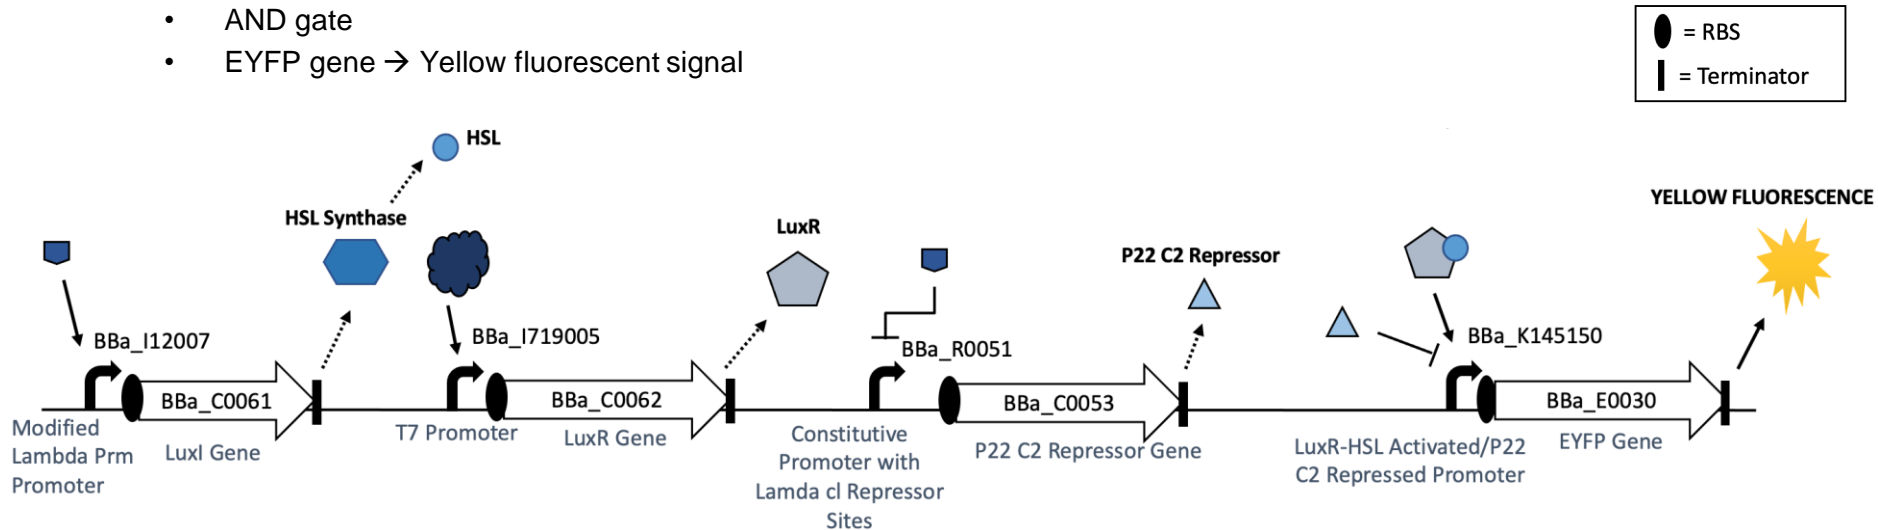 • AND gate
• EYFP gene → Yellow fluorescent signal
= RBS
= Terminator
HSL
HSL Synthase
LuxR
P22 C2 Repressor
YELLOW FLUORESCENCE
BBa_I12007
BBa_I719005
BBa_R0051
BBa_K145150
BBa_C0061
BBa_C0062
BBa_C0053
BBa_E0030
Modified
Lambda Prm
Promoter
LuxI Gene
T7 Promoter
LuxR Gene
Constitutive
Promoter with
Lamda cI Repressor
Sites
P22 C2 Repressor Gene
LuxR-HSL Activated/P22
C2 Repressed Promoter
EYFP Gene